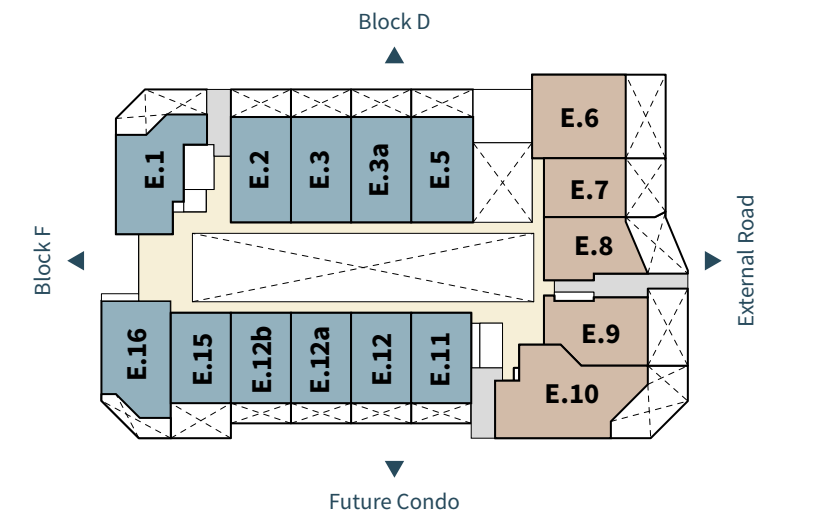 Block D
E.1
E.2
E.3
E.3a
E.5
E.6
E.7
E.8
Block F
External Road
E.16
E.15
E.12b
E.12a
E.12
E.11
E.9
E.10
Future Condo